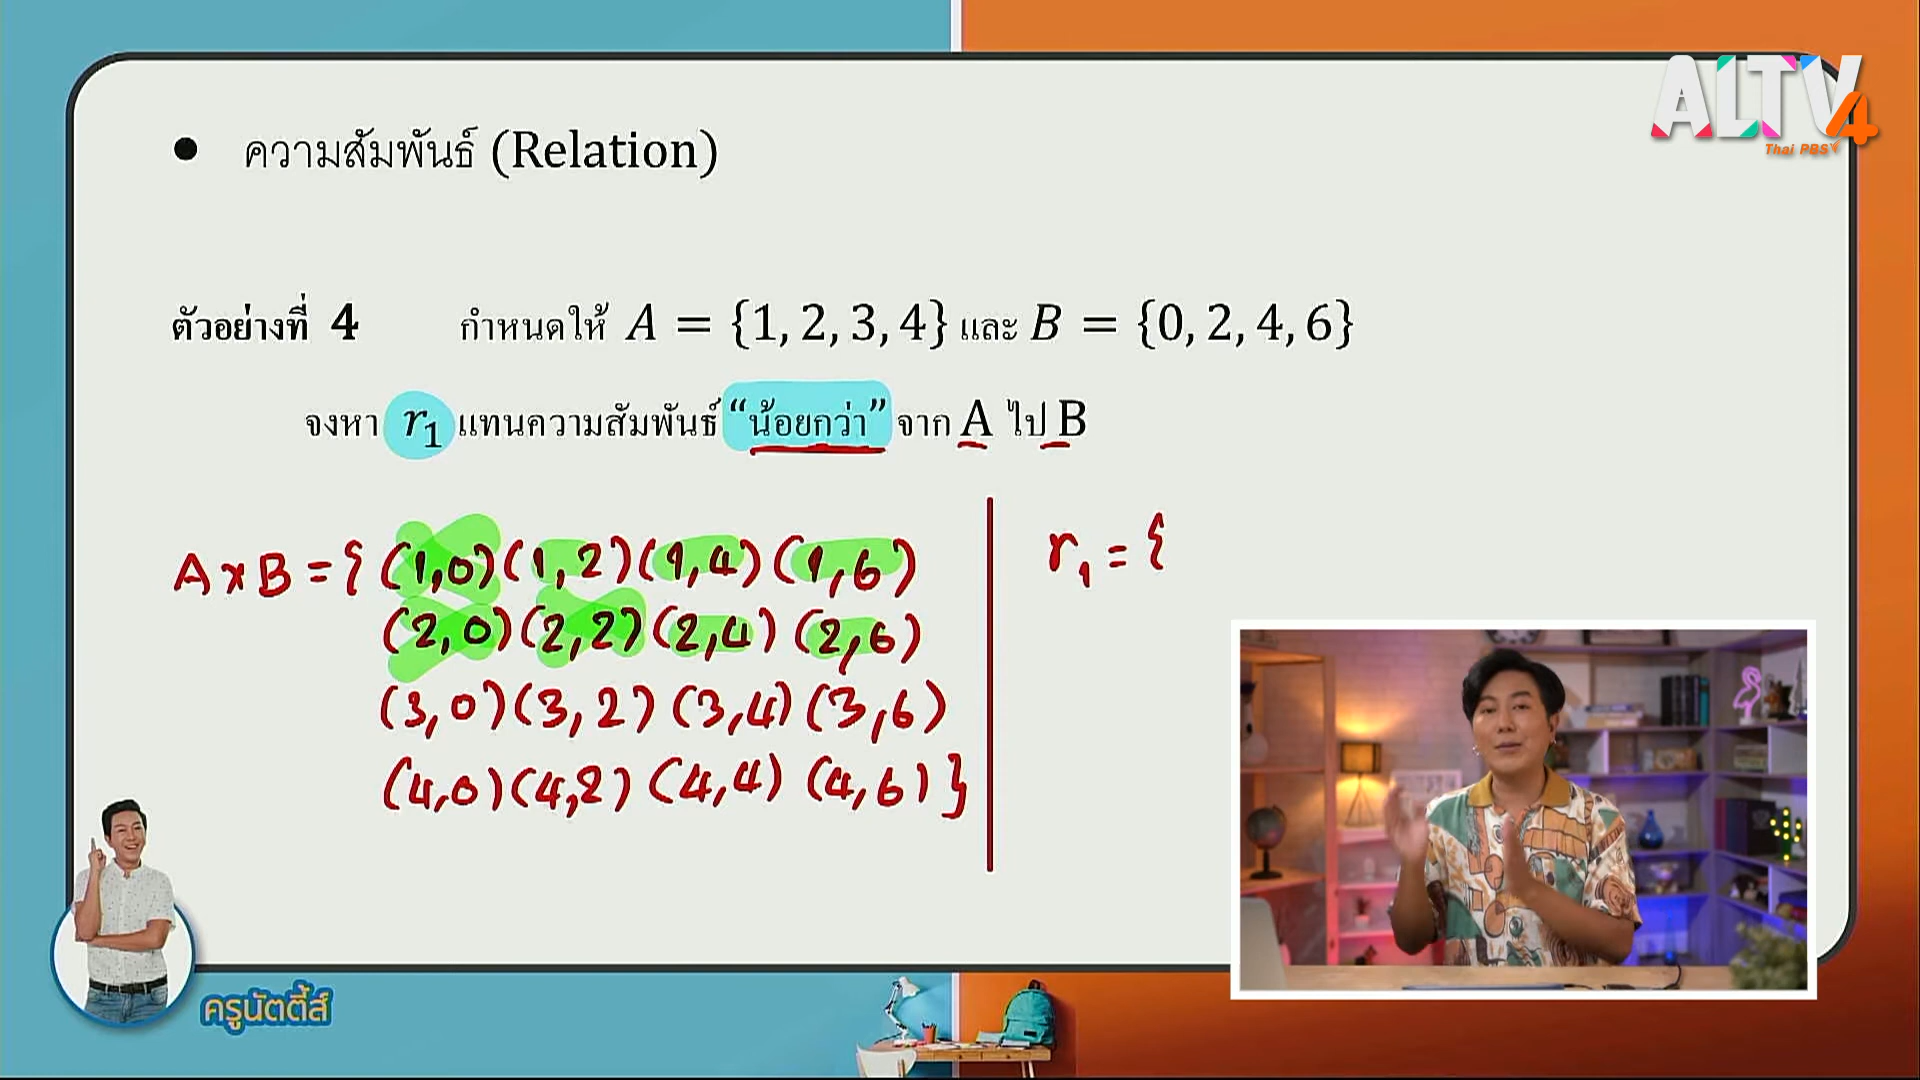 ALTV4
Thai PBS
● ความสัมพันธ์ (Relation)
ตัวอย่างที่ 4 กำหนดให้ A = {1, 2, 3, 4} และ B = {0, 2, 4, 6}
จงหา r₁ แทนความสัมพันธ์ “น้อยกว่า” จาก A ไป B
A x B = { (1,0) (1,2) (1,4) (1,6)
(2,0) (2,2) (2,4) (2,6)
(3,0) (3,2) (3,4) (3,6)
(4,0) (4,2) (4,4) (4,6) }
r₁ = {
ครูนัตตี้ส์